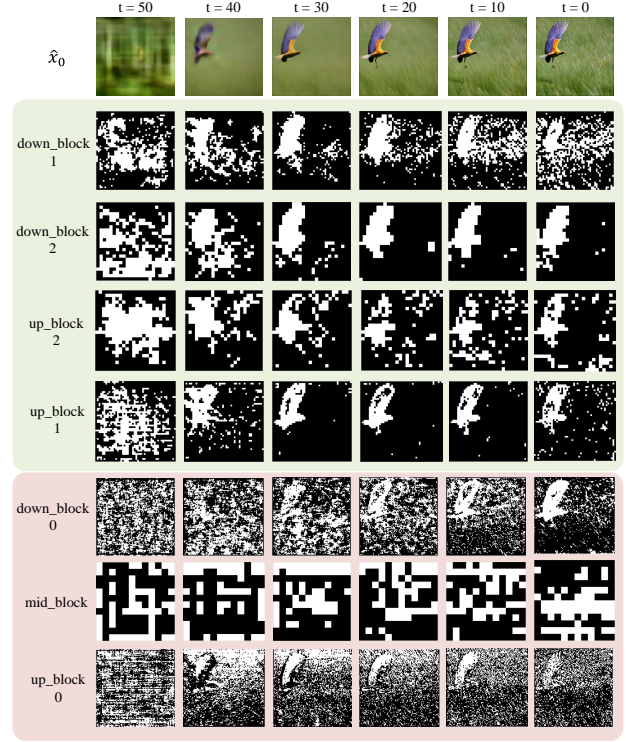 t = 50 t = 40 t = 30 t = 20 t = 10 t = 0
x̂₀
down_block
1
down_block
2
up_block
2
up_block
1
down_block
0
mid_block
up_block
0